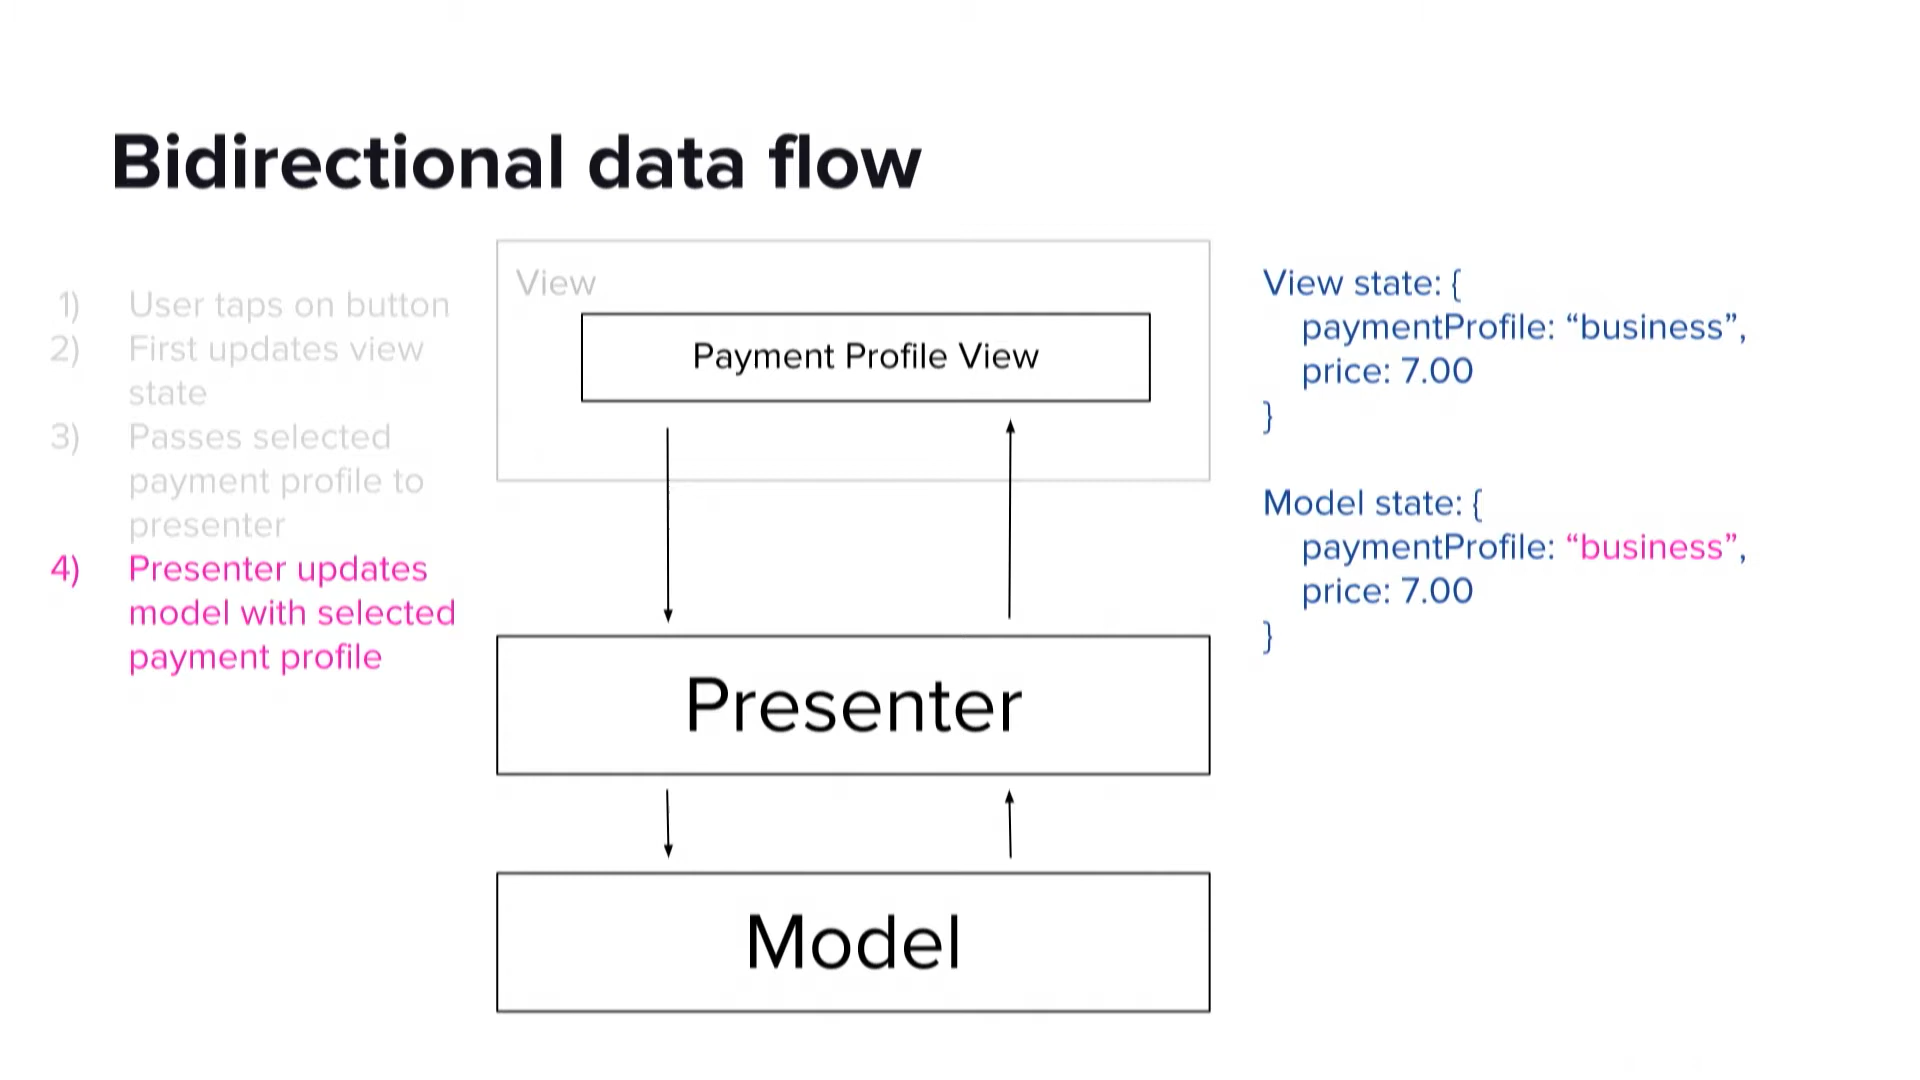 Bidirectional data flow
1) User taps on button
2) First updates view
state
3) Passes selected
payment profile to
presenter
4) Presenter updates
model with selected
payment profile
View
Payment Profile View
Presenter
Model
View state: {
paymentProfile: “business”,
price: 7.00
}
Model state: {
paymentProfile: “business”,
price: 7.00
}